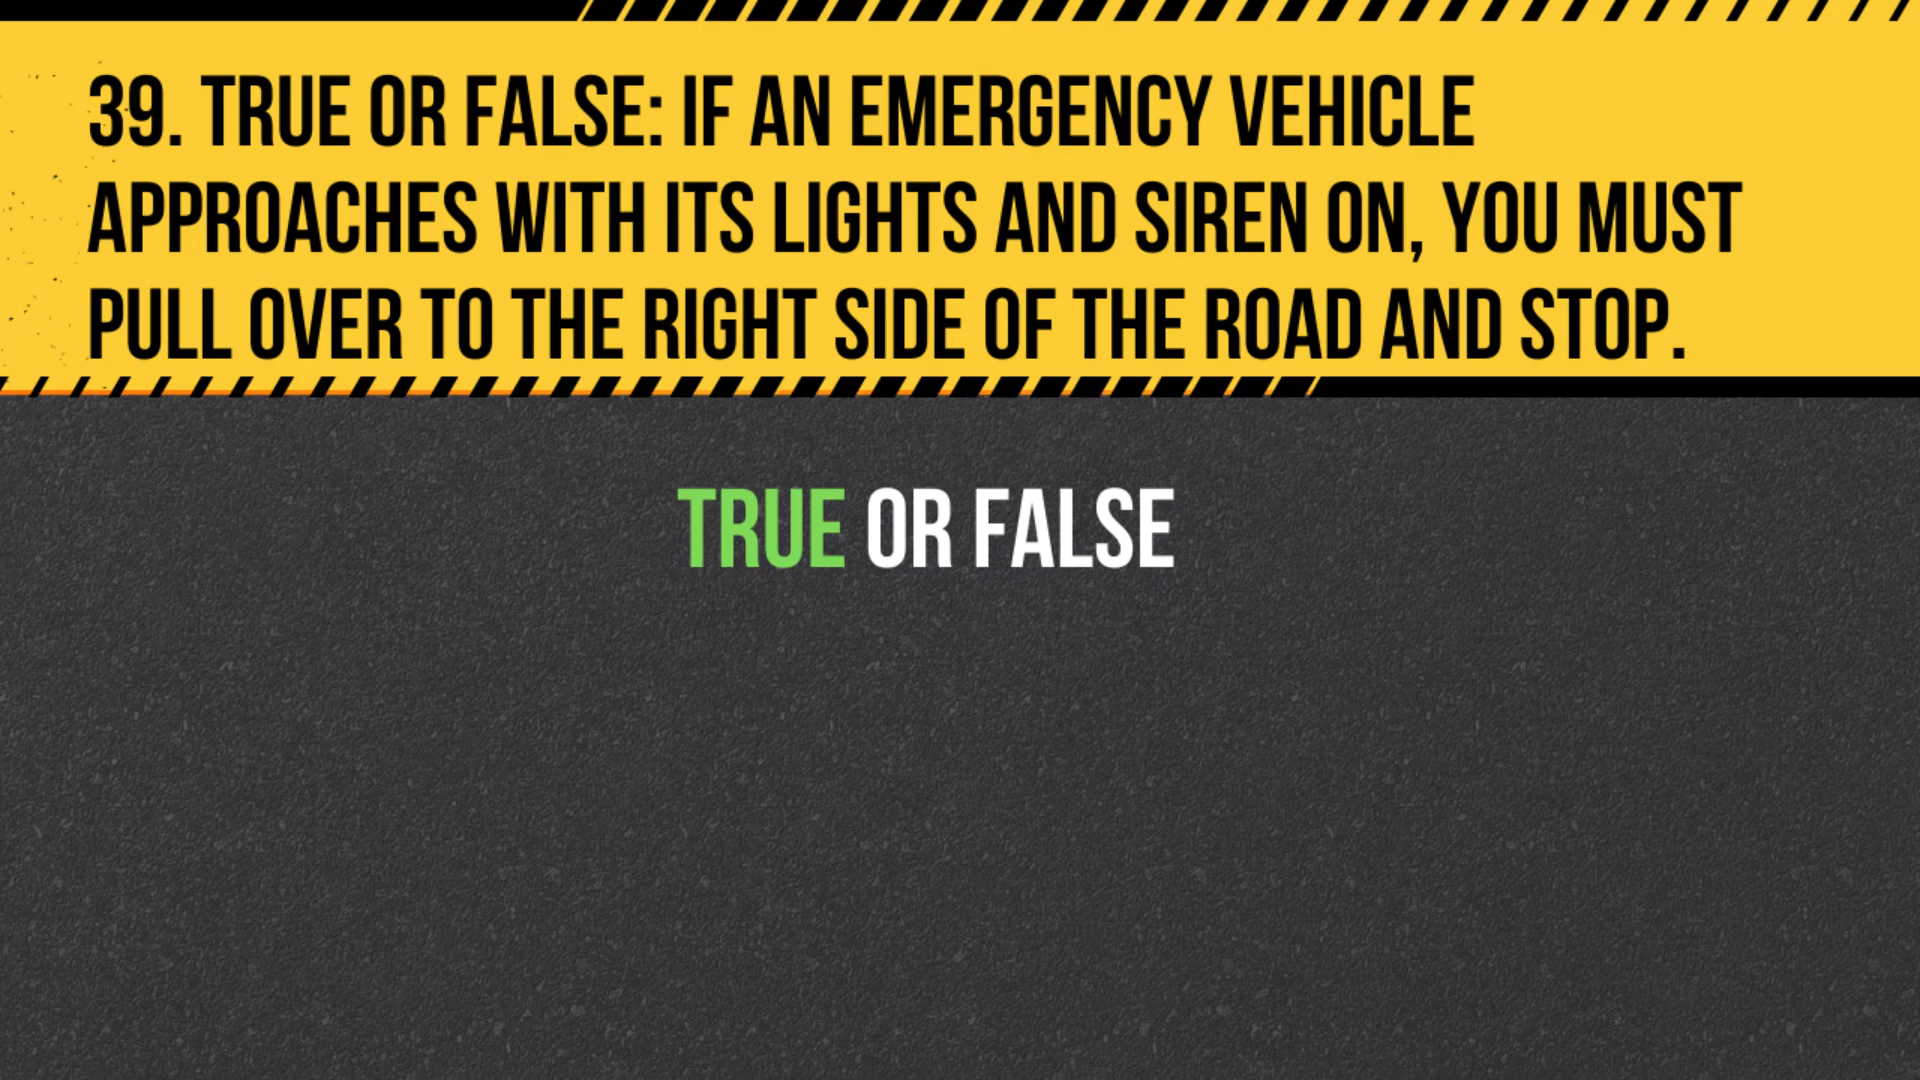 39. TRUE OR FALSE: IF AN EMERGENCY VEHICLE
APPROACHES WITH ITS LIGHTS AND SIREN ON, YOU MUST
PULL OVER TO THE RIGHT SIDE OF THE ROAD AND STOP.
TRUE OR FALSE